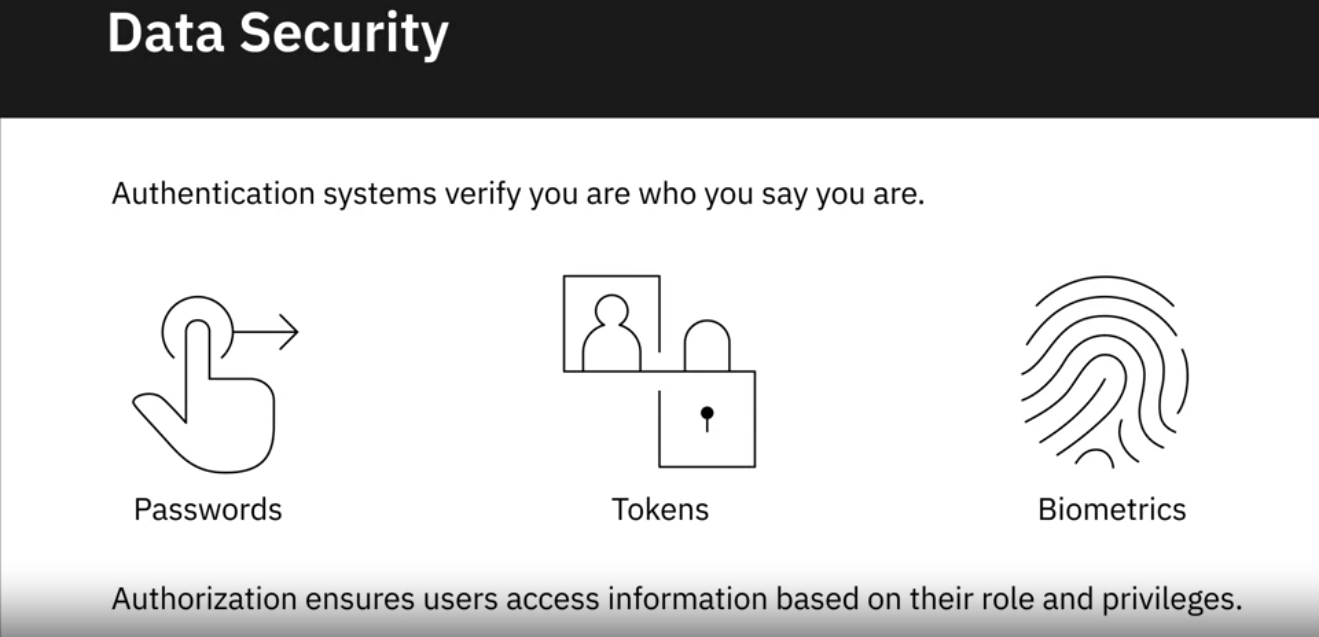 Data Security
Authentication systems verify you are who you say you are.
Passwords
Tokens
Biometrics
Authorization ensures users access information based on their role and privileges.